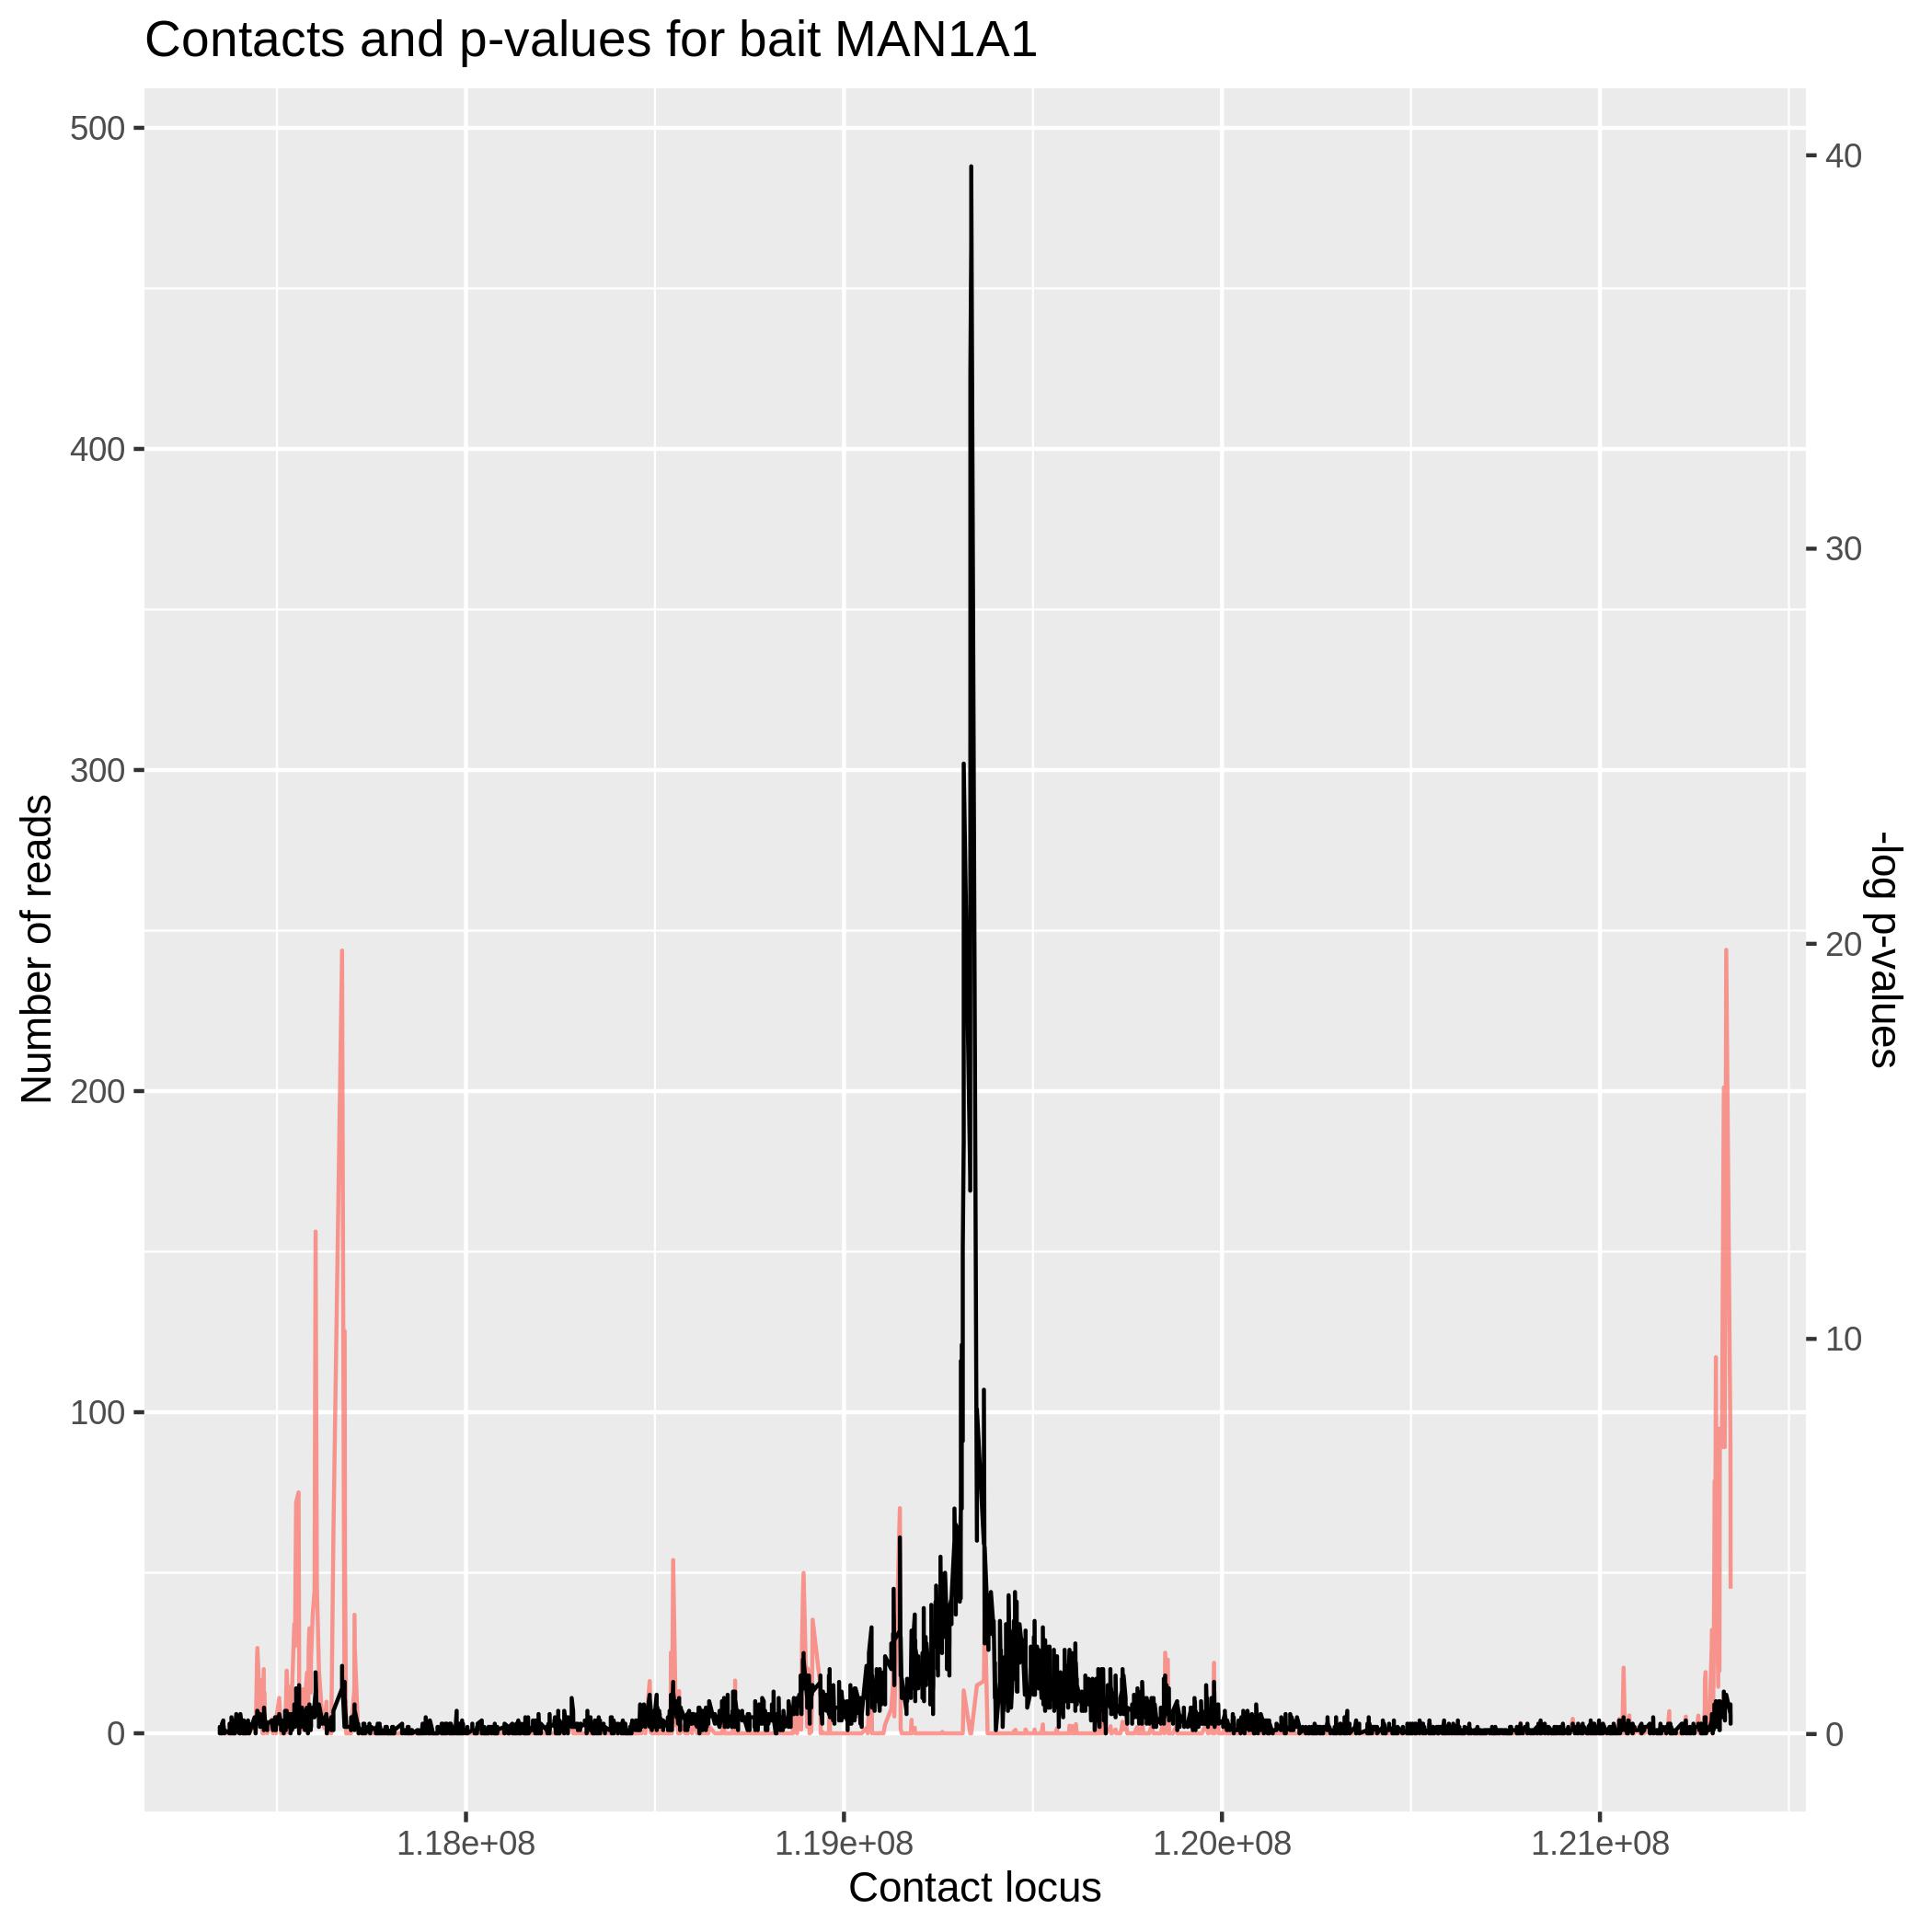 Contacts and p-values for bait MAN1A1
500
400
300
200
100
0
Number of reads
40
30
20
10
0
-log p-values
1.18e+08
1.19e+08
1.20e+08
1.21e+08
Contact locus